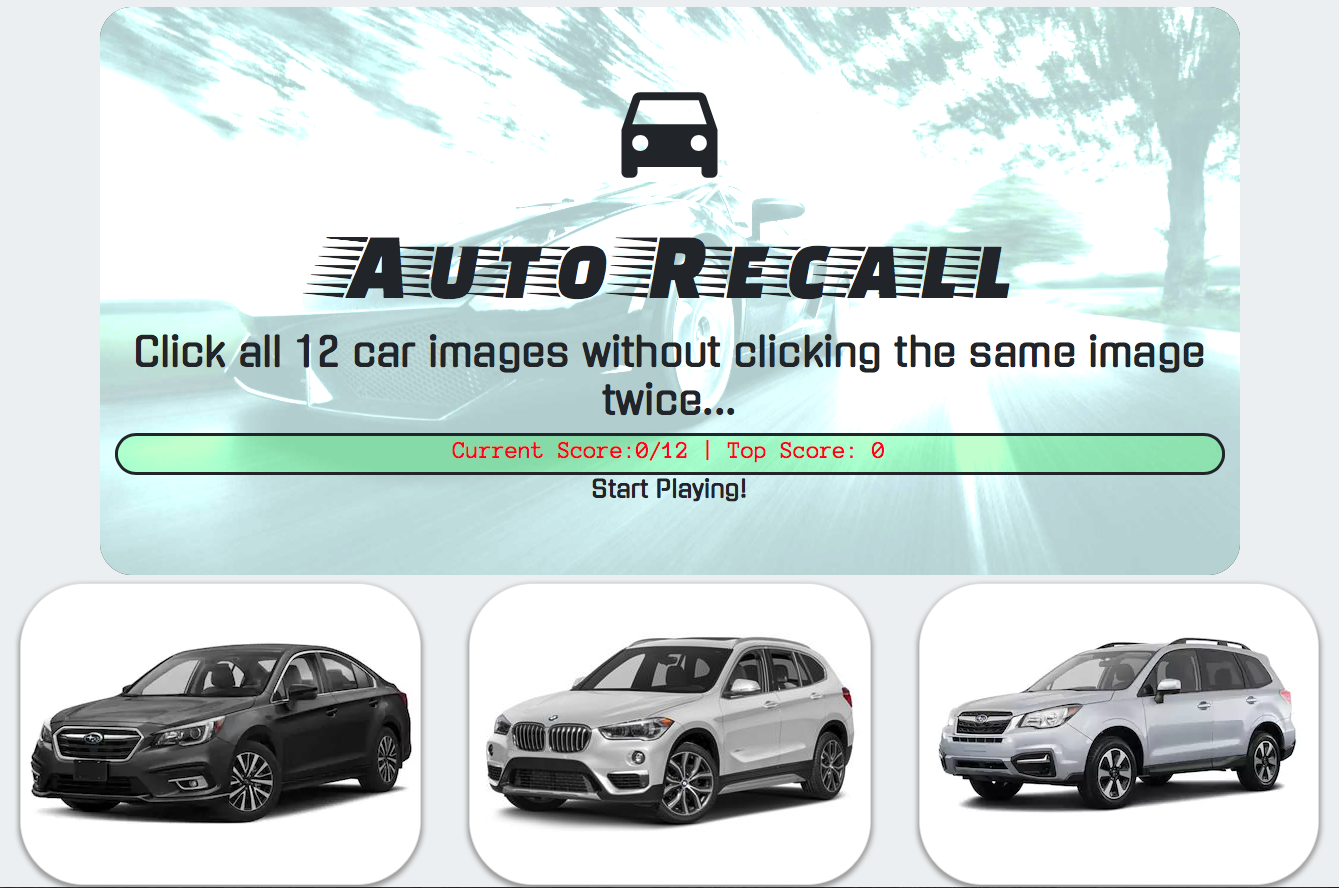 Auto Recall
Click all 12 car images without clicking the same image
twice...
Current Score:0/12 | Top Score: 0
Start Playing!